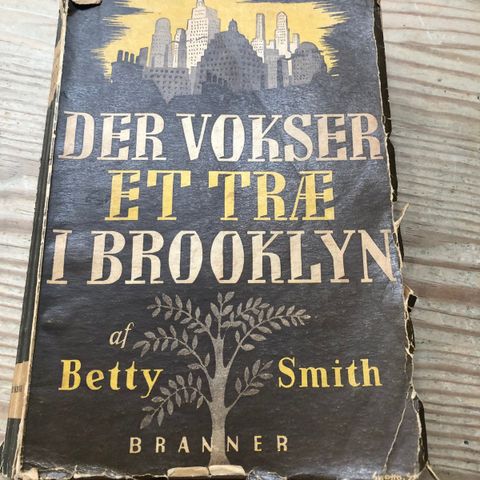 DER VOKSER
ET TRÆ
I BROOKLYN
af
Betty Smith
BRANNER